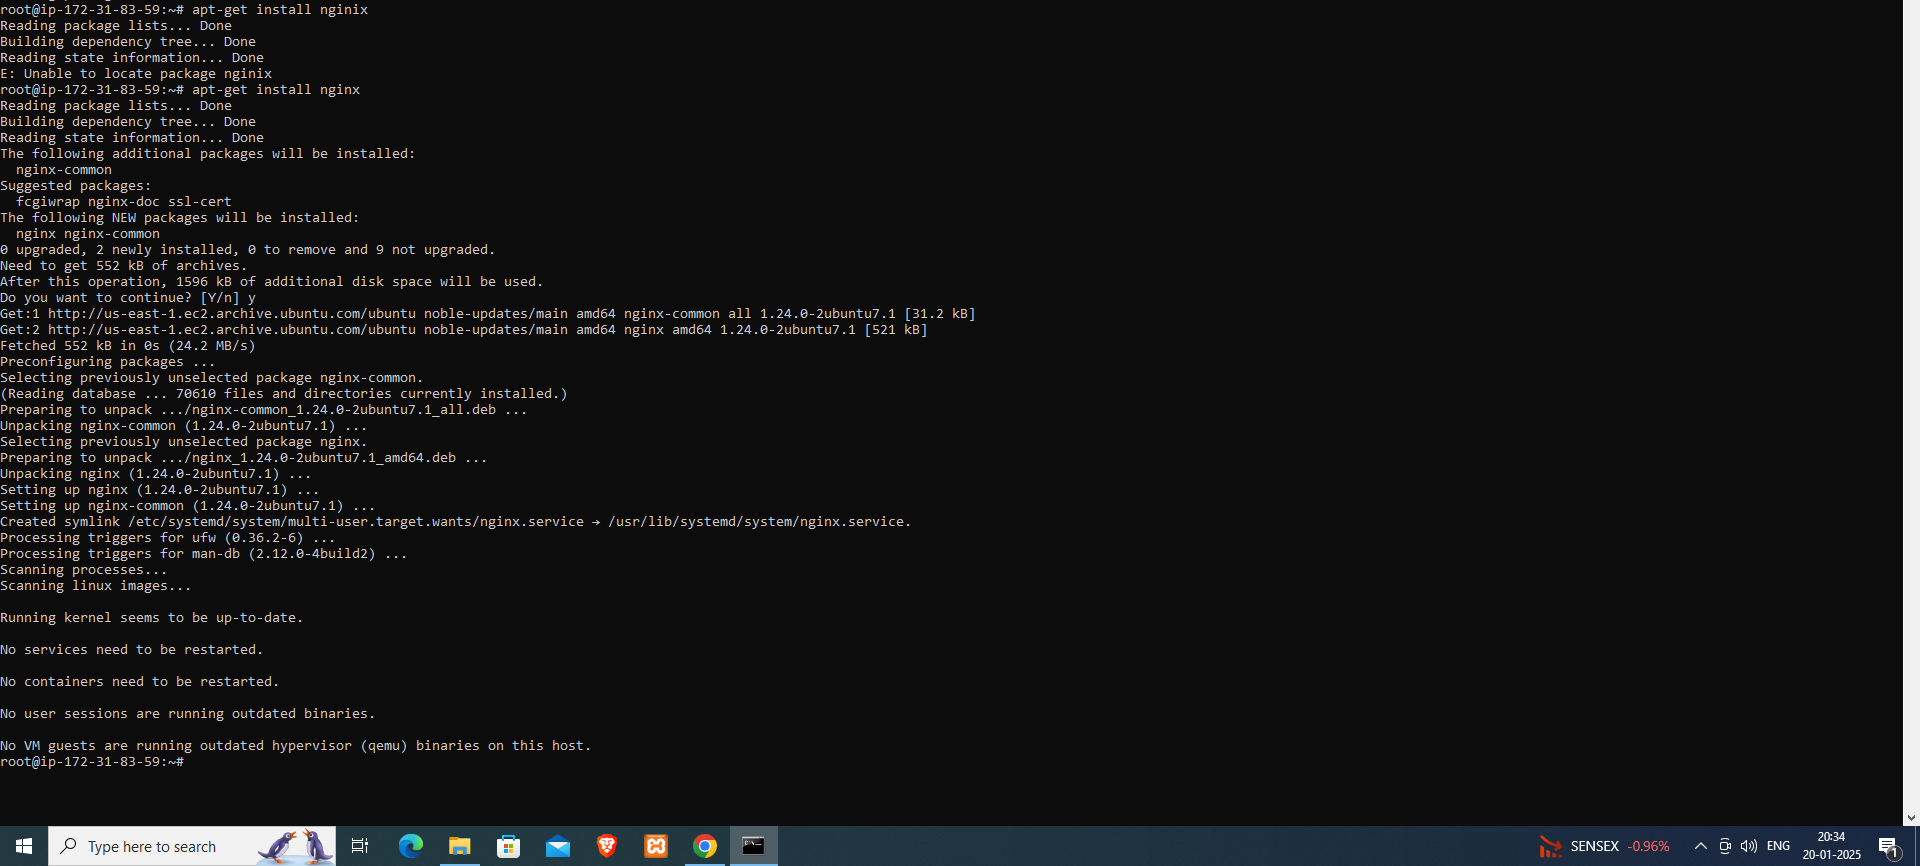 root@ip-172-31-83-59:~# apt-get install nginix
Reading package lists... Done
Building dependency tree... Done
Reading state information... Done
E: Unable to locate package nginix
root@ip-172-31-83-59:~# apt-get install nginx
Reading package lists... Done
Building dependency tree... Done
Reading state information... Done
The following additional packages will be installed:
  nginx-common
Suggested packages:
  fcgiwrap nginx-doc ssl-cert
The following NEW packages will be installed:
  nginx nginx-common
0 upgraded, 2 newly installed, 0 to remove and 9 not upgraded.
Need to get 552 kB of archives.
After this operation, 1596 kB of additional disk space will be used.
Do you want to continue? [Y/n] y
Get:1 http://us-east-1.ec2.archive.ubuntu.com/ubuntu noble-updates/main amd64 nginx-common all 1.24.0-2ubuntu7.1 [31.2 kB]
Get:2 http://us-east-1.ec2.archive.ubuntu.com/ubuntu noble-updates/main amd64 nginx amd64 1.24.0-2ubuntu7.1 [521 kB]
Fetched 552 kB in 0s (24.2 MB/s)
Preconfiguring packages ...
Selecting previously unselected package nginx-common.
(Reading database ... 70610 files and directories currently installed.)
Preparing to unpack .../nginx-common_1.24.0-2ubuntu7.1_all.deb ...
Unpacking nginx-common (1.24.0-2ubuntu7.1) ...
Selecting previously unselected package nginx.
Preparing to unpack .../nginx_1.24.0-2ubuntu7.1_amd64.deb ...
Unpacking nginx (1.24.0-2ubuntu7.1) ...
Setting up nginx (1.24.0-2ubuntu7.1) ...
Setting up nginx-common (1.24.0-2ubuntu7.1) ...
Created symlink /etc/systemd/system/multi-user.target.wants/nginx.service → /usr/lib/systemd/system/nginx.service.
Processing triggers for ufw (0.36.2-6) ...
Processing triggers for man-db (2.12.0-4build2) ...
Scanning processes...
Scanning linux images...
Running kernel seems to be up-to-date.
No services need to be restarted.
No containers need to be restarted.
No user sessions are running outdated binaries.
No VM guests are running outdated hypervisor (qemu) binaries on this host.
root@ip-172-31-83-59:~#
Type here to search
SENSEX -0.96%
ENG
20:34
20-01-2025
1